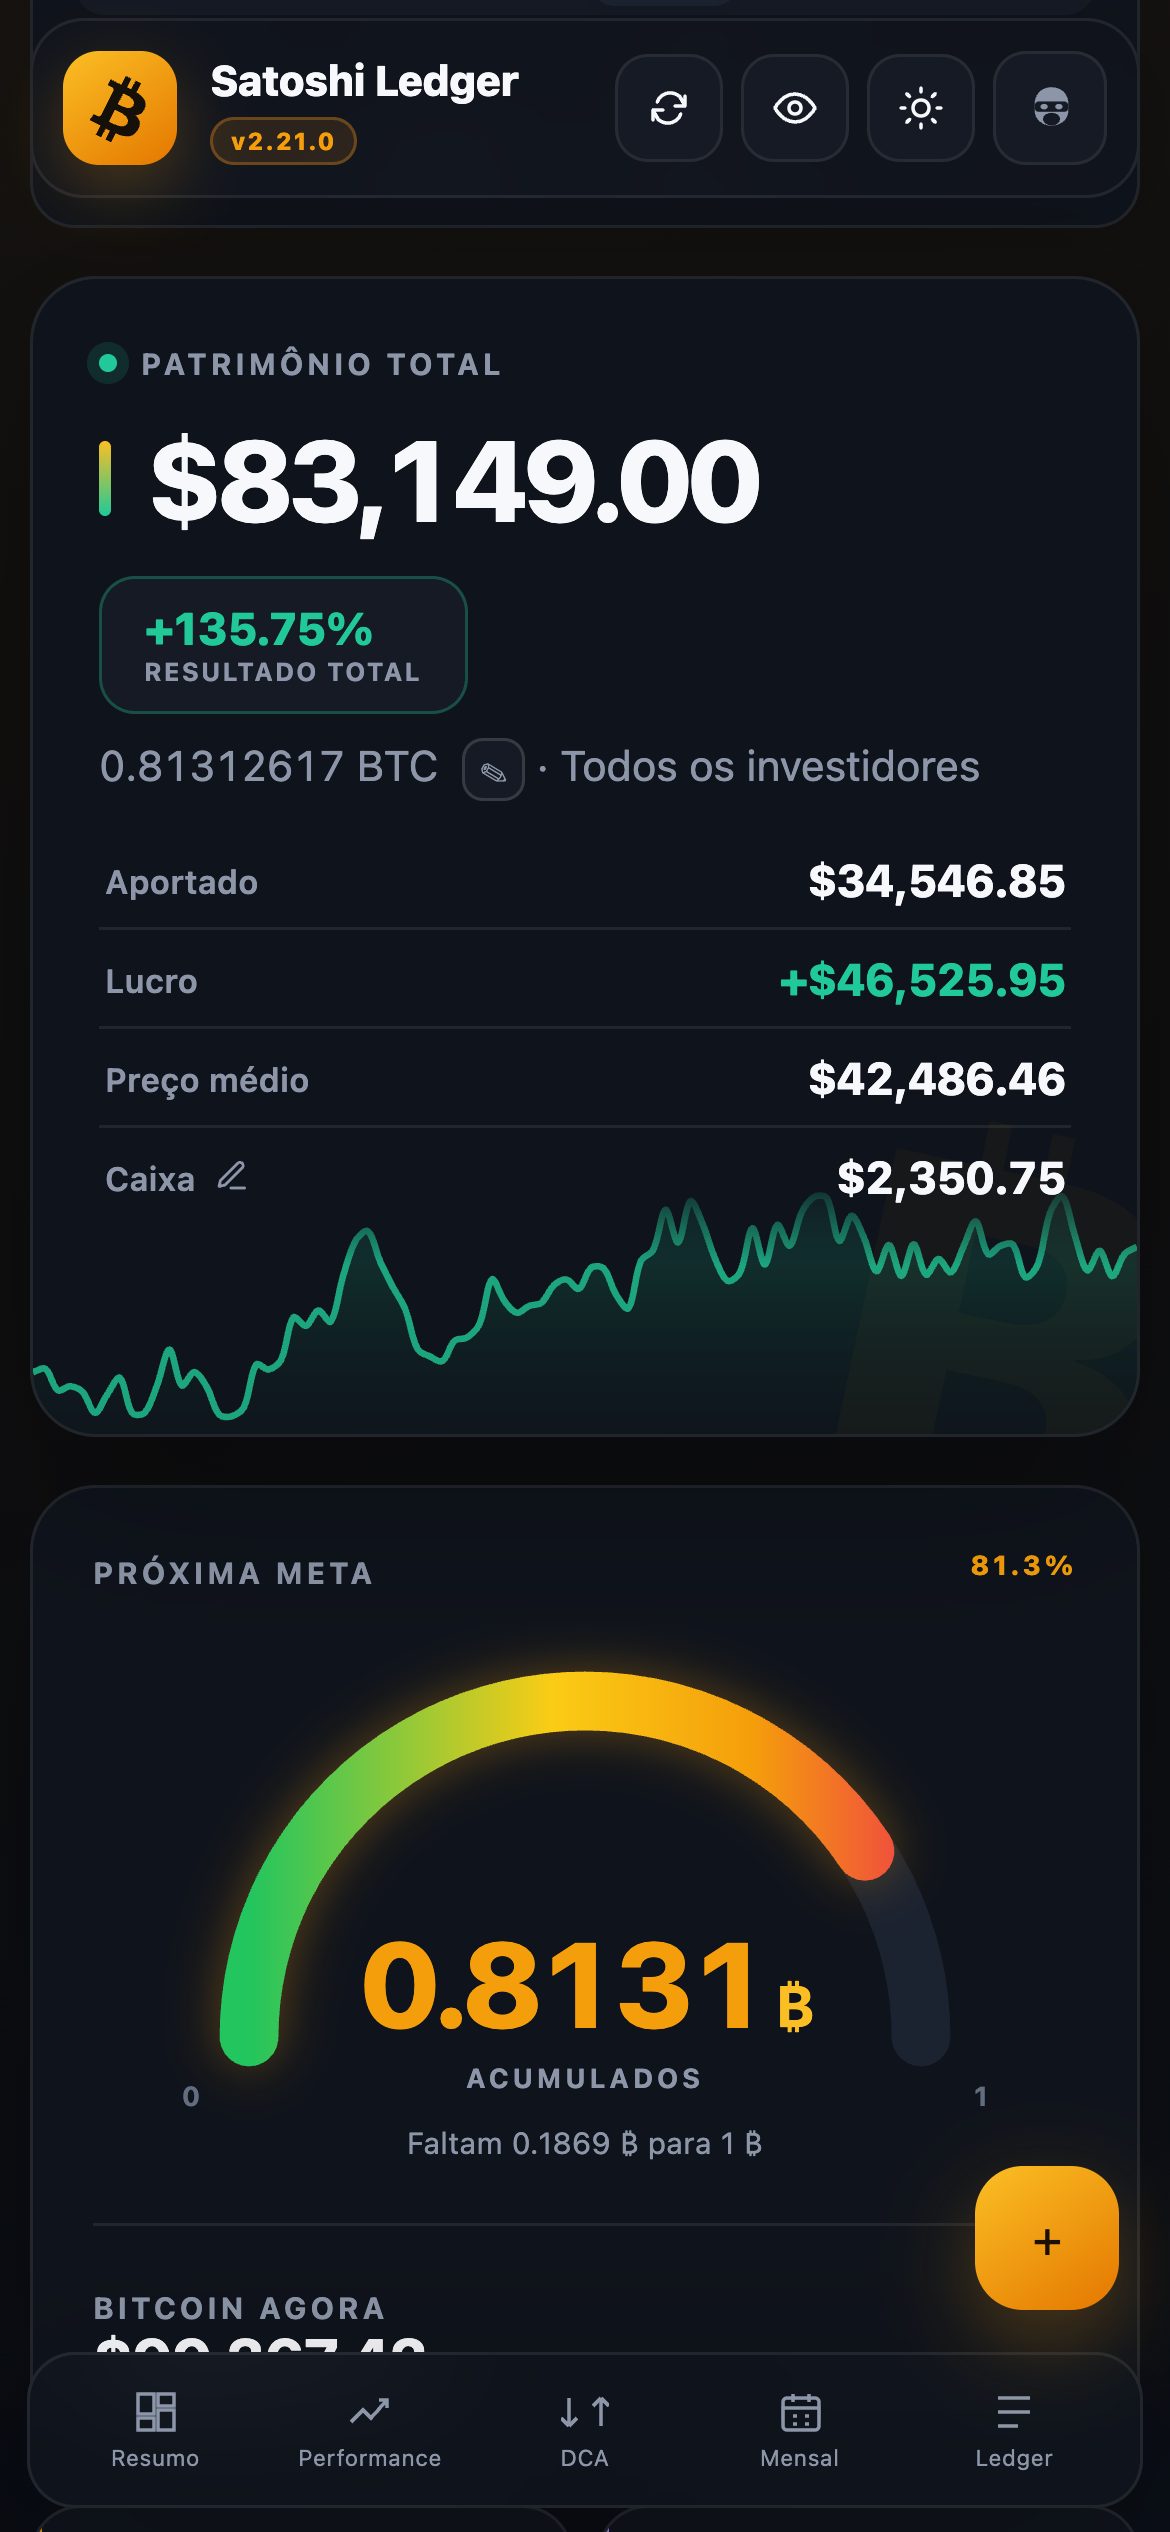 Satoshi Ledger
v2.21.0
PATRIMÔNIO TOTAL
$83,149.00
+135.75%
RESULTADO TOTAL
0.81312617 BTC · Todos os investidores
Aportado $34,546.85
Lucro +$46,525.95
Preço médio $42,486.46
Caixa $2,350.75
PRÓXIMA META 81.3%
0.8131 ₿
ACUMULADOS
0 1
Faltam 0.1869 ₿ para 1 ₿
+
BITCOIN AGORA
Resumo Performance DCA Mensal Ledger